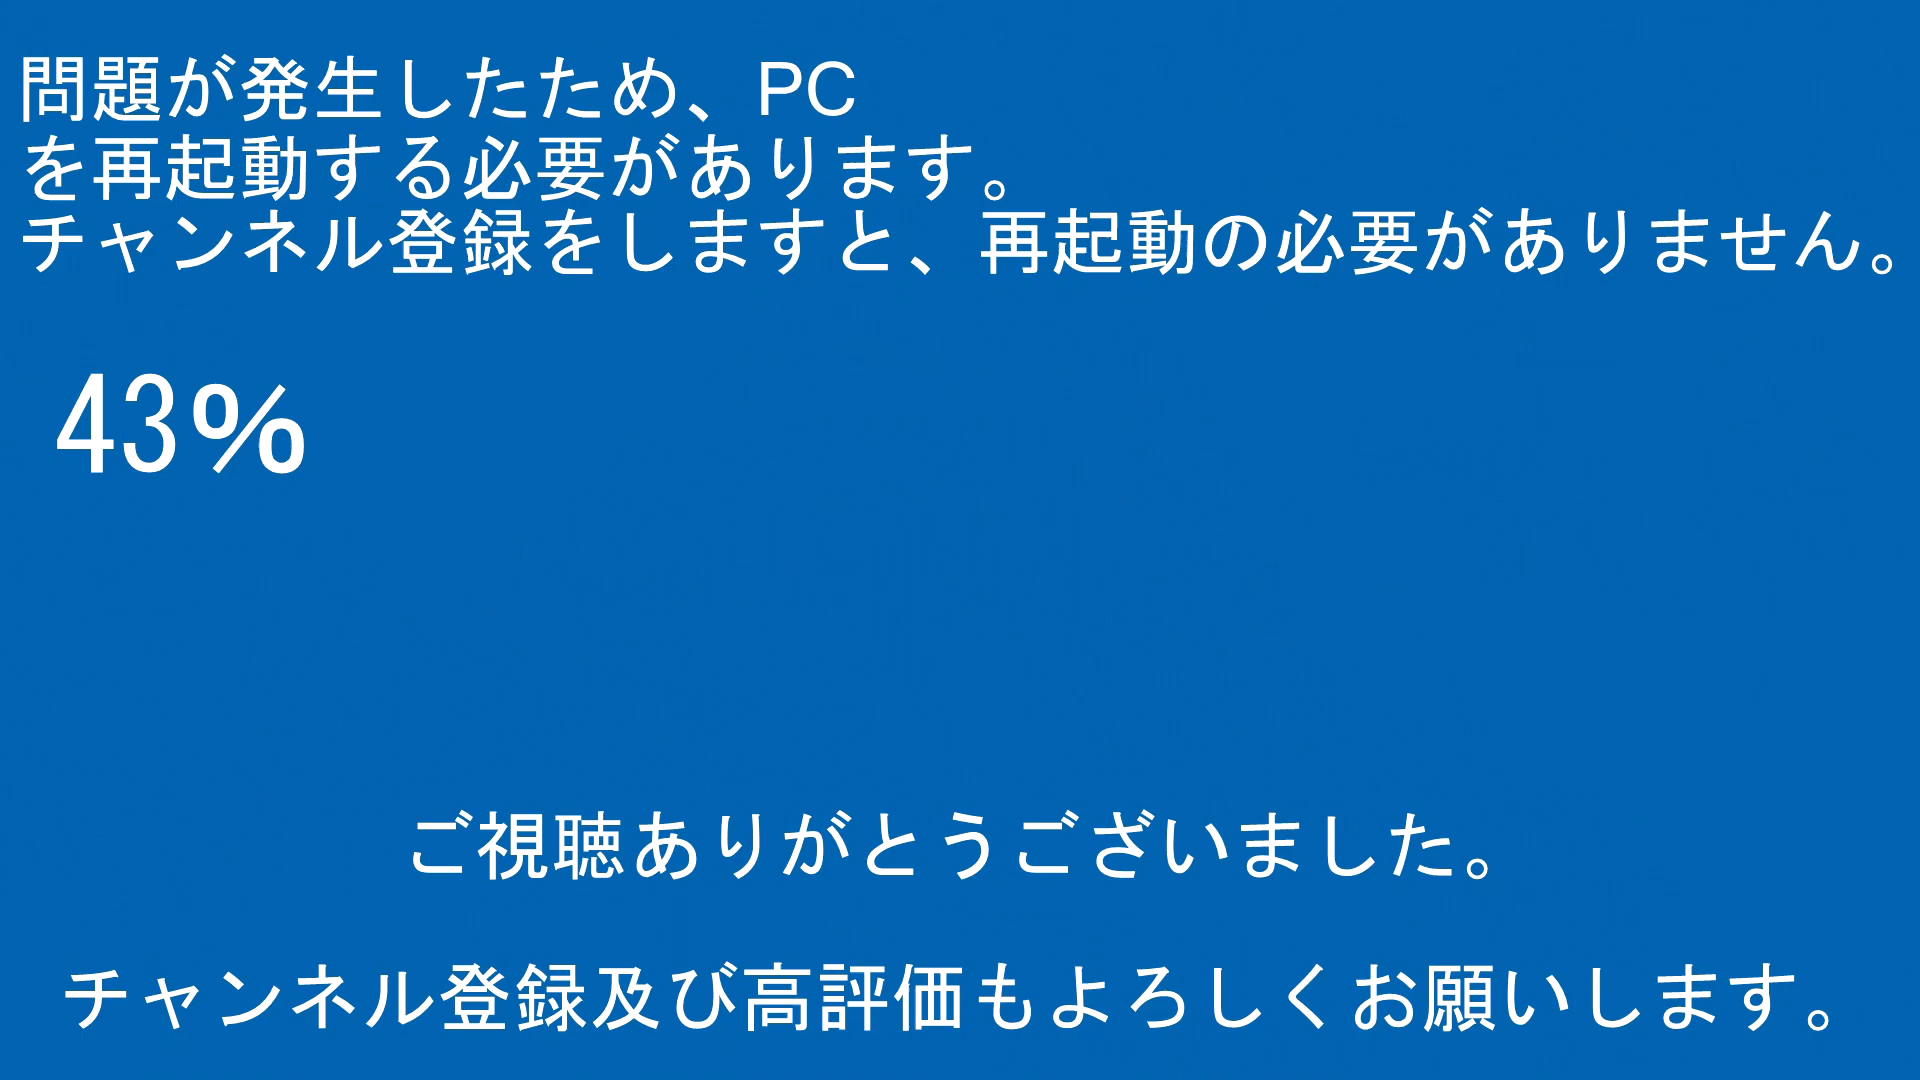 問題が発生したため、PC
を再起動する必要があります。
チャンネル登録をしますと、再起動の必要がありません。
43%
ご視聴ありがとうございました。
チャンネル登録及び高評価もよろしくお願いします。